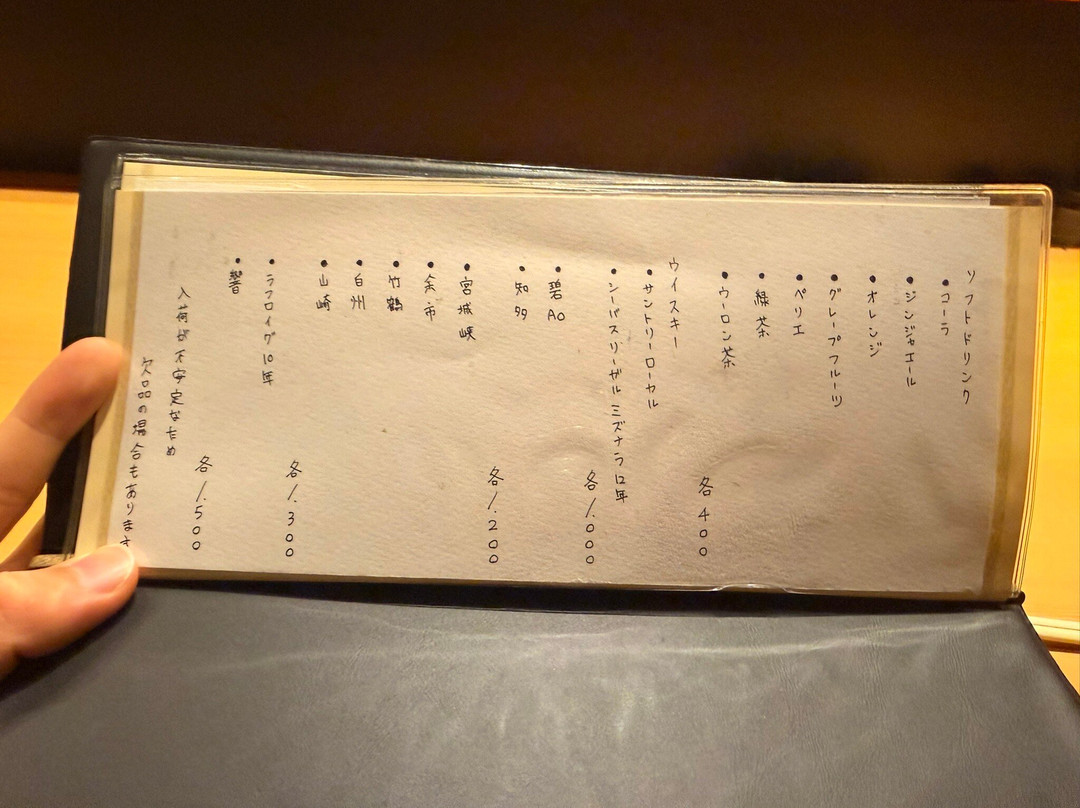 ソフトドリンク
・コーラ
・ジンジャエール
・オレンジ
・グレープフルーツ
・ペリエ
・緑茶
・ウーロン茶
各400
ウイスキー
・サントリーローヤル
・シーバスリーガル ミズナラ12年
各1.000
・碧AO
・知多
各1.200
・宮城峡
・余市
・竹鶴
・白州
・山崎
各1.300
・ラフロイグ10年
・響
各1.500
入荷が不安定なため
欠品の場合もあります